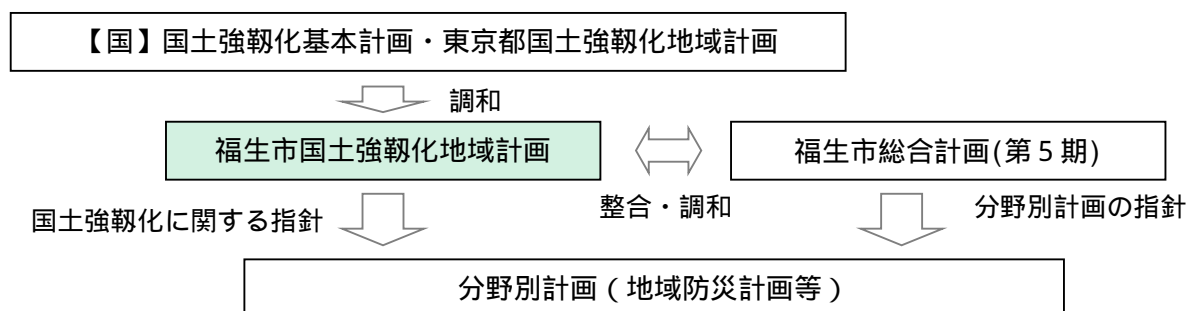 【国】国土強靱化基本計画・東京都国土強靱化地域計画
調和
福生市国土強靱化地域計画
福生市総合計画(第５期)
整合・調和
国土強靱化に関する指針
分野別計画の指針
分野別計画（地域防災計画等）